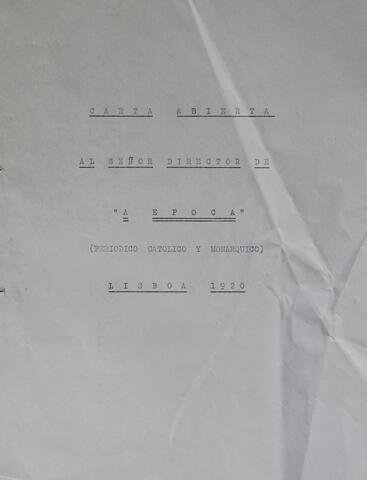 CARTA ABIERTA
AL SEÑOR DIRECTOR DE
"A EPOCA"
(PERIODICO CATOLICO Y MONARQUICO)
LISBOA 1920